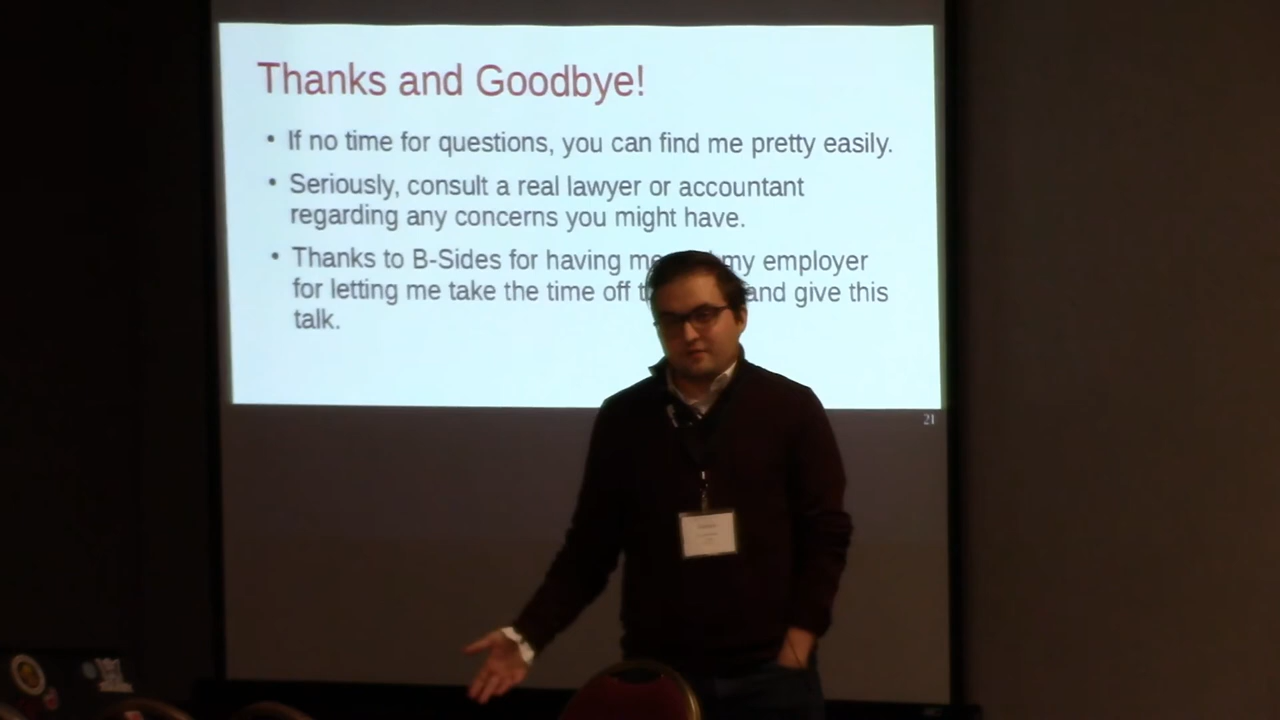 Thanks and Goodbye!
• If no time for questions, you can find me pretty easily.
• Seriously, consult a real lawyer or accountant
regarding any concerns you might have.
• Thanks to B-Sides for having me my employer
for letting me take the time off and give this
talk.
21